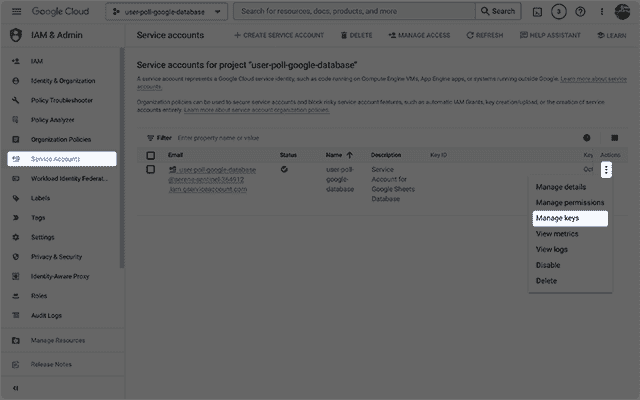 Google Cloud
user-poll-google-database
Search for resources, docs, products, and more
Search
3
IAM & Admin
Service accounts
CREATE SERVICE ACCOUNT
DELETE
MANAGE ACCESS
REFRESH
HELP ASSISTANT
LEARN
IAM
Identity & Organization
Policy Troubleshooter
Policy Analyzer
Organization Policies
Service Accounts
Workload Identity Federat...
Labels
Tags
Settings
Privacy & Security
Identity-Aware Proxy
Roles
Audit Logs
Manage Resources
Release Notes
Service accounts for project "user-poll-google-database"
A service account represents a Google Cloud service identity, such as code running on Compute Engine VMs, App Engine apps, or systems running outside Google. Learn more about service
accounts.
Organization policies can be used to secure service accounts and block risky service account features, such as automatic IAM Grants, key creation/upload, or the creation of service
accounts entirely. Learn more about service account organization policies.
Filter Enter property name or value
Email Status Name Description Key ID Key Actions
user-poll-google-database
user-poll-
google-
database
Service
Account for
Google Sheets
Database
Manage details
Manage permissions
Manage keys
View metrics
View logs
Disable
Delete